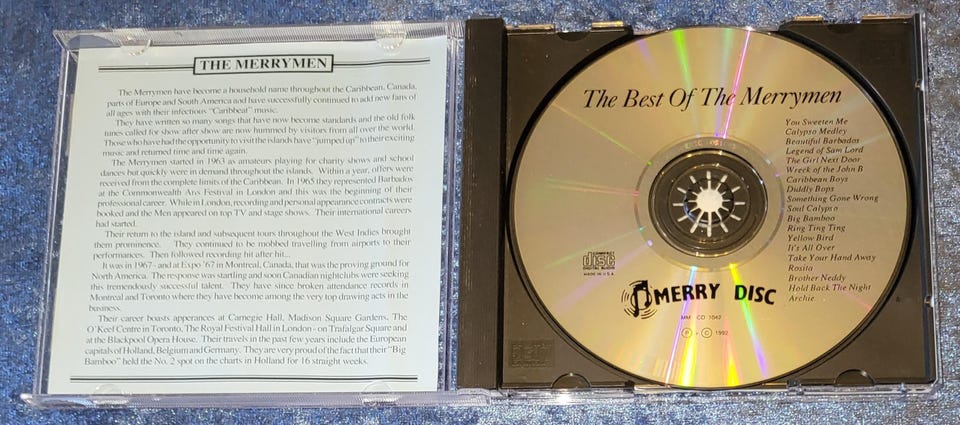 THE MERRYMEN
The Merrymen have become a household name throughout the Caribbean, Canada,
parts of Europe and South America and have successfully continued to add new fans of
all ages with their infectious "Caribbeat" music.
They have written so many songs that have now become standards and the old folk
tunes called for show after show are now hummed by visitors from all over the world.
Those who have had the opportunity to visit the islands have "jumped up" to their exciting
music and returned time and time again.
The Merrymen started in 1963 as amateurs playing for charity shows and school
dances but quickly were in demand throughout the islands. Within a year, offers were
received from the complete limits of the Caribbean. In 1965 they represented Barbados
at the Commonwealth Arts Festival in London and this was the beginning of their
professional career. While in London, recording and personal appearance contracts were
booked and the Men appeared on top TV and stage shows. Their international careers
had started.
Their return to the island and subsequent tours throughout the West Indies brought
them prominence. They continued to be mobbed travelling from airports to their
performances. Then followed recording hit after hit...
It was in 1967 - and at Expo '67 in Montreal, Canada, that was the proving ground for
North America. The response was startling and soon Canadian nightclubs were seeking
this tremendously successful talent. They have since broken attendance records in
Montreal and Toronto where they have become among the very top drawing acts in the
business.
Their career boasts apperances at Carnegie Hall, Madison Square Gardens, The
O'Keef Centre in Toronto, The Royal Festival Hall in London - on Trafalgar Square and
at the Blackpool Opera House. Their travels in the past few years include the European
capitals of Holland, Belgium and Germany. They are very proud of the fact that their "Big
Bamboo" held the No. 2 spot on the charts in Holland for 16 straight weeks.
The Best Of The Merrymen
You Sweeten Me
Calypso Medley
Beautiful Barbados
Legend of Sam Lord
The Girl Next Door
Wreck of the John B
Caribbean Boys
Diddly Bops
Something Gone Wrong
Soul Calypso
Big Bamboo
Ring Ting Ting
Yellow Bird
It's All Over
Take Your Hand Away
Rosita
Brother Neddy
Hold Back The Night
Archie
COMPACT
disc
DIGITAL AUDIO
MADE IN U.S.A.
MERRY DISC
MM CD 1042
℗ © 1992